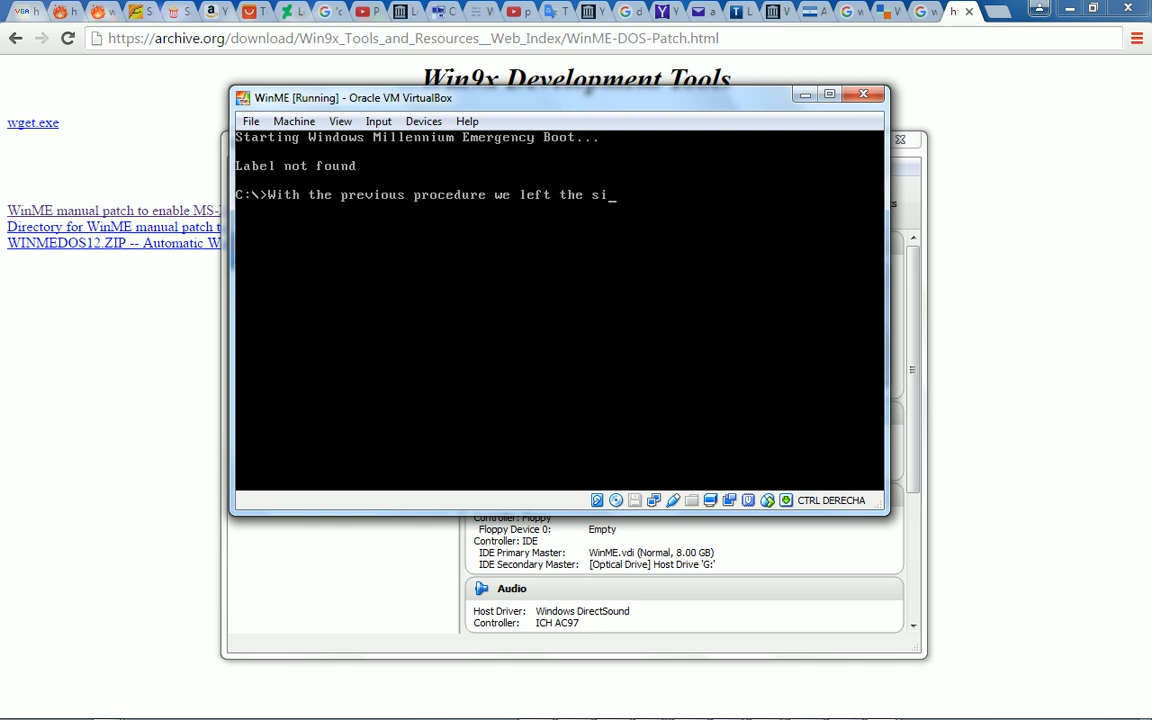 https://archive.org/download/Win9x_Tools_and_Resources__Web_Index/WinME-DOS-Patch.html
Win9x Development Tools
wget.exe
WinME manual patch to enable MS-
Directory for WinME manual patch t
WINMEDOS12.ZIP -- Automatic W
WinME [Running] - Oracle VM VirtualBox
File Machine View Input Devices Help
Starting Windows Millennium Emergency Boot...
Label not found
C:\>With the previous procedure we left the si_
CTRL DERECHA
Controller: Floppy
Floppy Device 0: Empty
Controller: IDE
IDE Primary Master: WinME.vdi (Normal, 8.00 GB)
IDE Secondary Master: [Optical Drive] Host Drive 'G:'
Audio
Host Driver: Windows DirectSound
Controller: ICH AC97